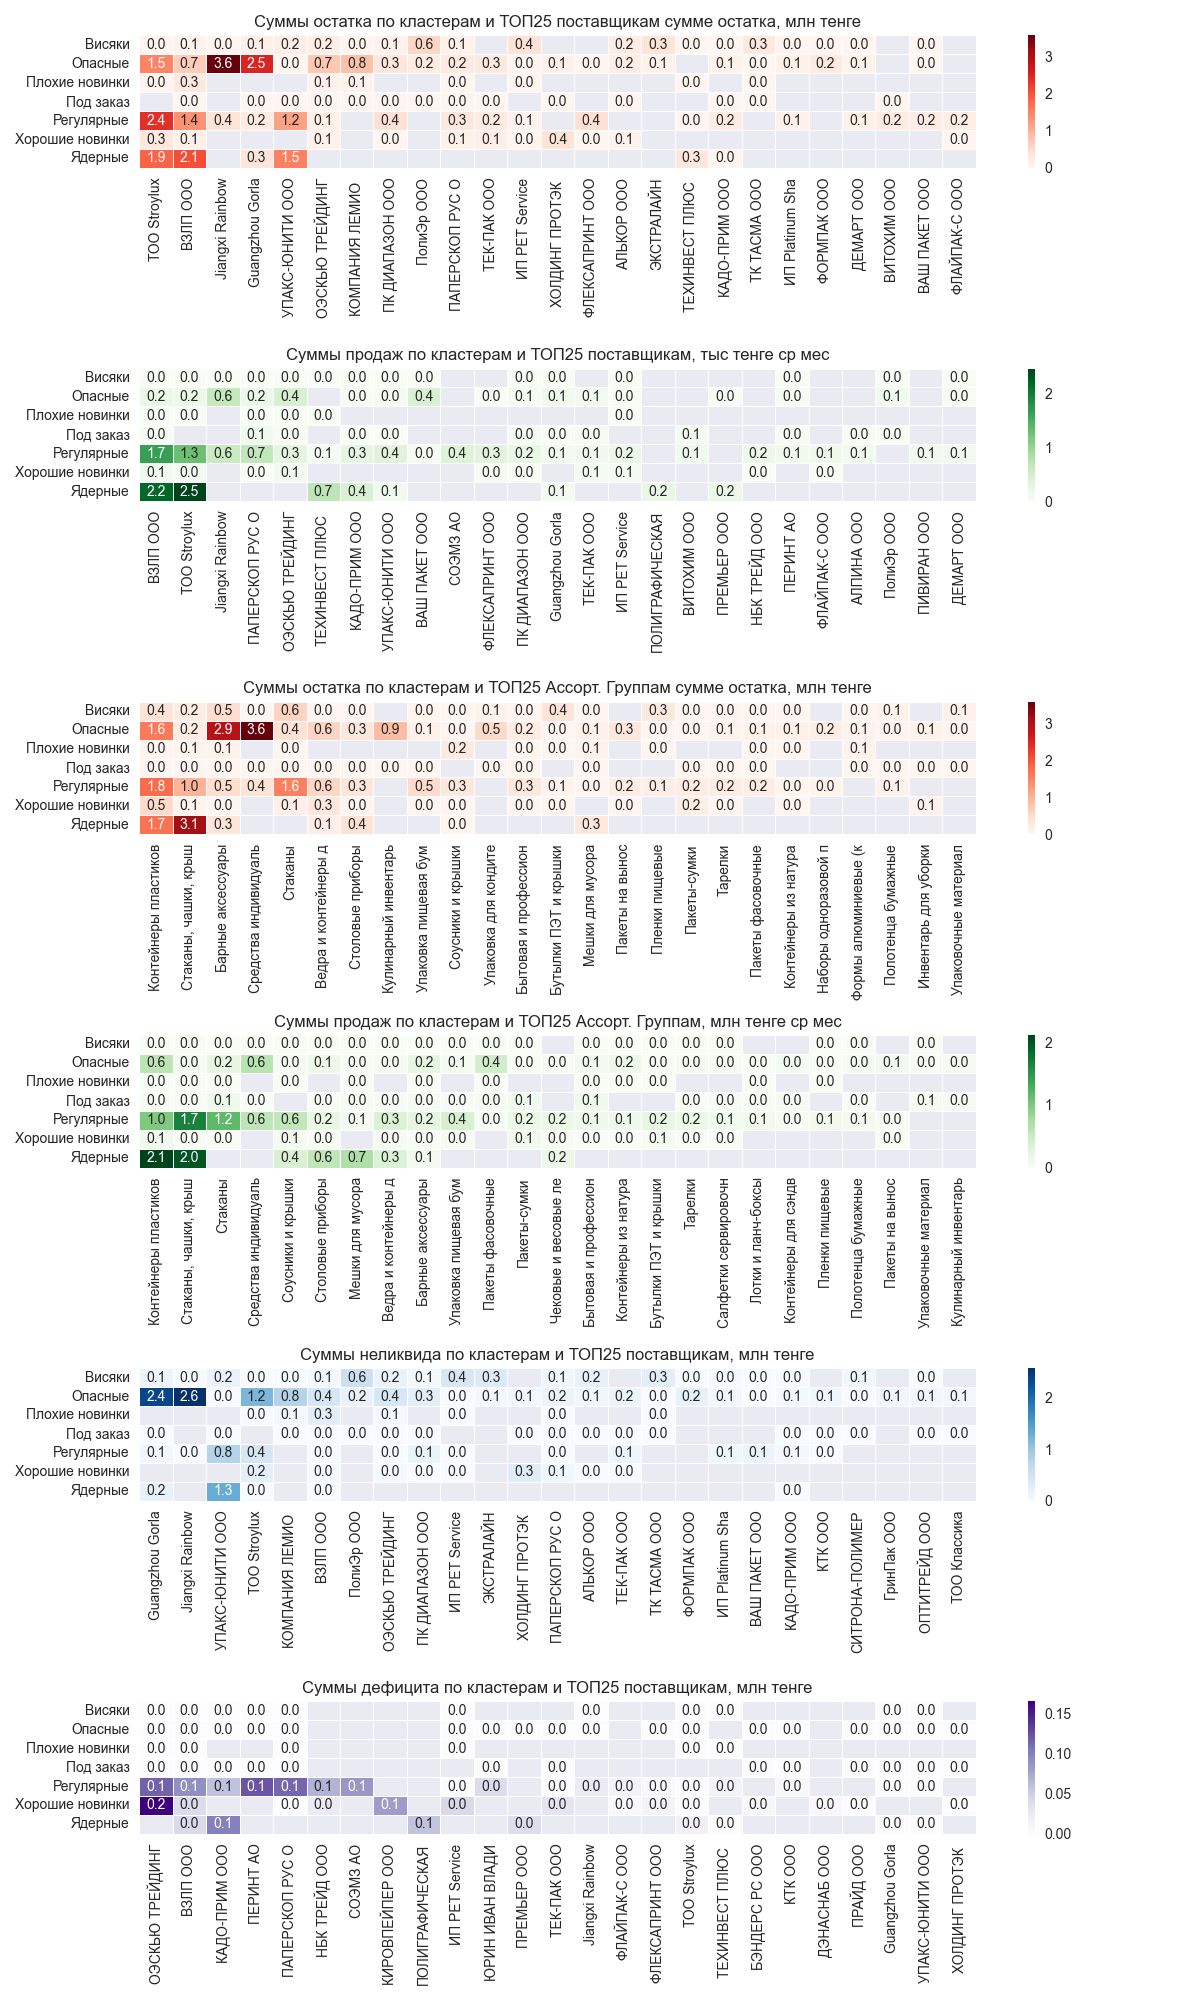 Суммы остатка по кластерам и ТОП25 поставщикам сумме остатка, млн тенге
Висяки 0.0 0.1 0.0 0.1 0.2 0.2 0.0 0.1 0.6 0.1 0.4 0.2 0.3 0.0 0.0 0.3 0.0 0.0 0.0 0.0
Опасные 1.5 0.7 3.6 2.5 0.0 0.7 0.8 0.3 0.2 0.2 0.3 0.0 0.1 0.0 0.2 0.1 0.1 0.0 0.1 0.2 0.1 0.0
Плохие новинки 0.0 0.3 0.1 0.1 0.0 0.0 0.0 0.0
Под заказ 0.0 0.0 0.0 0.0 0.0 0.0 0.0 0.0 0.0 0.0 0.0 0.0 0.0 0.0
Регулярные 2.4 1.4 0.4 0.2 1.2 0.1 0.4 0.3 0.2 0.1 0.4 0.0 0.2 0.1 0.1 0.2 0.2 0.2
Хорошие новинки 0.3 0.1 0.1 0.0 0.1 0.1 0.0 0.4 0.0 0.1 0.0
Ядерные 1.9 2.1 0.3 1.5 0.3 0.0
3
2
1
0
ТОО Stroylux
ВЗЛП ООО
Jiangxi Rainbow
Guangzhou Gorla
УПАКС-ЮНИТИ ООО
ОЭСКЬЮ ТРЕЙДИНГ
КОМПАНИЯ ЛЕМИО
ПК ДИАПАЗОН ООО
ПолиЭр ООО
ПАПЕРСКОП РУС О
ТЕК-ПАК ООО
ИП РЕТ Service
ХОЛДИНГ ПРОТЭК
ФЛЕКСАПРИНТ ООО
АЛЬКОР ООО
ЭКСТРАЛАЙН
ТЕХИНВЕСТ ПЛЮС
КАДО-ПРИМ ООО
ТК ТАСМА ООО
ИП Platinum Sha
ФОРМПАК ООО
ДЕМАРТ ООО
ВИТОХИМ ООО
ВАШ ПАКЕТ ООО
ФЛАЙПАК-С ООО
Суммы продаж по кластерам и ТОП25 поставщикам, тыс тенге ср мес
Висяки 0.0 0.0 0.0 0.0 0.0 0.0 0.0 0.0 0.0 0.0 0.0 0.0 0.0 0.0 0.0
Опасные 0.2 0.2 0.6 0.2 0.4 0.0 0.0 0.4 0.0 0.1 0.1 0.1 0.0 0.0 0.0 0.1 0.0
Плохие новинки 0.0 0.0 0.0 0.0 0.0 0.0
Под заказ 0.0 0.1 0.0 0.0 0.0 0.0 0.0 0.0 0.1 0.0 0.0 0.0
Регулярные 1.7 1.3 0.6 0.7 0.3 0.1 0.3 0.4 0.0 0.4 0.3 0.2 0.1 0.1 0.2 0.1 0.2 0.1 0.1 0.1 0.1 0.1
Хорошие новинки 0.1 0.0 0.0 0.1 0.0 0.0 0.1 0.1 0.0 0.0
Ядерные 2.2 2.5 0.7 0.4 0.1 0.1 0.2 0.2
2
1
0
ВЗЛП ООО
ТОО Stroylux
Jiangxi Rainbow
ПАПЕРСКОП РУС О
ОЭСКЬЮ ТРЕЙДИНГ
ТЕХИНВЕСТ ПЛЮС
КАДО-ПРИМ ООО
УПАКС-ЮНИТИ ООО
ВАШ ПАКЕТ ООО
СОЭМЗ АО
ФЛЕКСАПРИНТ ООО
ПК ДИАПАЗОН ООО
Guangzhou Gorla
ТЕК-ПАК ООО
ИП РЕТ Service
ПОЛИГРАФИЧЕСКАЯ
ВИТОХИМ ООО
ПРЕМЬЕР ООО
НБК ТРЕЙД ООО
ПЕРИНТ АО
ФЛАЙПАК-С ООО
АЛПИНА ООО
ПолиЭр ООО
ПИВИРАН ООО
ДЕМАРТ ООО
Суммы остатка по кластерам и ТОП25 Ассорт. Группам сумме остатка, млн тенге
Висяки 0.4 0.2 0.5 0.0 0.6 0.0 0.0 0.0 0.0 0.1 0.0 0.4 0.0 0.0 0.3 0.0 0.0 0.0 0.0 0.0 0.1 0.1
Опасные 1.6 0.2 2.9 3.6 0.4 0.6 0.3 0.9 0.1 0.0 0.5 0.2 0.0 0.1 0.3 0.0 0.0 0.1 0.1 0.1 0.2 0.1 0.0 0.1 0.0
Плохие новинки 0.0 0.1 0.1 0.0 0.2 0.0 0.0 0.1 0.0 0.0 0.0 0.1
Под заказ 0.0 0.0 0.0 0.0 0.0 0.0 0.0 0.0 0.0 0.0 0.0 0.0 0.0 0.0 0.0 0.0 0.0 0.0 0.0
Регулярные 1.8 1.0 0.5 0.4 1.6 0.6 0.3 0.5 0.3 0.3 0.1 0.0 0.2 0.1 0.2 0.2 0.2 0.0 0.0 0.1
Хорошие новинки 0.5 0.1 0.0 0.1 0.3 0.0 0.0 0.0 0.0 0.0 0.0 0.0 0.2 0.0 0.0 0.1
Ядерные 1.7 3.1 0.3 0.1 0.4 0.0 0.3
3
2
1
0
Контейнеры пластиков
Стаканы, чашки, крыш
Барные аксессуары
Средства индивидуаль
Стаканы
Ведра и контейнеры д
Столовые приборы
Кулинарный инвентарь
Упаковка пищевая бум
Соусники и крышки
Упаковка для кондите
Бытовая и профессион
Бутылки ПЭТ и крышки
Мешки для мусора
Пакеты на вынос
Пленки пищевые
Пакеты-сумки
Тарелки
Пакеты фасовочные
Контейнеры из натура
Наборы одноразовой п
Формы алюминиевые (к
Полотенца бумажные
Инвентарь для уборки
Упаковочные материал
Суммы продаж по кластерам и ТОП25 Ассорт. Группам, млн тенге ср мес
Висяки 0.0 0.0 0.0 0.0 0.0 0.0 0.0 0.0 0.0 0.0 0.0 0.0 0.0 0.0 0.0 0.0 0.0 0.0 0.0 0.0
Опасные 0.6 0.0 0.2 0.6 0.0 0.1 0.0 0.0 0.2 0.1 0.4 0.0 0.0 0.1 0.2 0.0 0.0 0.0 0.0 0.0 0.0 0.0 0.1 0.0 0.0
Плохие новинки 0.0 0.0 0.0 0.0 0.0 0.0 0.0 0.0 0.0 0.0 0.0 0.0
Под заказ 0.0 0.0 0.1 0.0 0.0 0.0 0.0 0.0 0.0 0.0 0.0 0.1 0.1 0.0 0.0 0.0 0.0 0.0 0.1 0.0
Регулярные 1.0 1.7 1.2 0.6 0.6 0.2 0.1 0.3 0.2 0.4 0.0 0.2 0.2 0.1 0.1 0.2 0.2 0.1 0.1 0.0 0.1 0.1 0.0
Хорошие новинки 0.1 0.0 0.0 0.1 0.0 0.0 0.0 0.0 0.1 0.0 0.0 0.1 0.0 0.0 0.0
Ядерные 2.1 2.0 0.4 0.6 0.7 0.3 0.1 0.2
2
1
0
Контейнеры пластиков
Стаканы, чашки, крыш
Стаканы
Средства индивидуаль
Соусники и крышки
Столовые приборы
Мешки для мусора
Ведра и контейнеры д
Барные аксессуары
Упаковка пищевая бум
Пакеты фасовочные
Пакеты-сумки
Чековые и весовые ле
Бытовая и профессион
Контейнеры из натура
Бутылки ПЭТ и крышки
Тарелки
Салфетки сервировочн
Лотки и ланч-боксы
Контейнеры для сэндв
Пленки пищевые
Полотенца бумажные
Пакеты на вынос
Упаковочные материал
Кулинарный инвентарь
Суммы неликвида по кластерам и ТОП25 поставщикам, млн тенге
Висяки 0.1 0.0 0.2 0.0 0.0 0.1 0.6 0.2 0.1 0.4 0.3 0.1 0.2 0.3 0.0 0.0 0.0 0.1 0.0
Опасные 2.4 2.6 0.0 1.2 0.8 0.4 0.2 0.4 0.3 0.0 0.1 0.1 0.2 0.1 0.2 0.0 0.2 0.1 0.0 0.1 0.1 0.0 0.1 0.1 0.1
Плохие новинки 0.0 0.1 0.3 0.1 0.0 0.0 0.0
Под заказ 0.0 0.0 0.0 0.0 0.0 0.0 0.0 0.0 0.0 0.0 0.0 0.0 0.0 0.0 0.0 0.0 0.0
Регулярные 0.1 0.0 0.8 0.4 0.0 0.0 0.1 0.0 0.0 0.1 0.1 0.1 0.1 0.0
Хорошие новинки 0.2 0.0 0.0 0.0 0.0 0.3 0.1 0.0 0.0
Ядерные 0.2 1.3 0.0 0.0 0.0
2
1
0
Guangzhou Gorla
Jiangxi Rainbow
УПАКС-ЮНИТИ ООО
ТОО Stroylux
КОМПАНИЯ ЛЕМИО
ВЗЛП ООО
ПолиЭр ООО
ОЭСКЬЮ ТРЕЙДИНГ
ПК ДИАПАЗОН ООО
ИП РЕТ Service
ЭКСТРАЛАЙН
ХОЛДИНГ ПРОТЭК
ПАПЕРСКОП РУС О
АЛЬКОР ООО
ТЕК-ПАК ООО
ТК ТАСМА ООО
ФОРМПАК ООО
ИП Platinum Sha
ВАШ ПАКЕТ ООО
КАДО-ПРИМ ООО
КТК ООО
СИТРОНА-ПОЛИМЕР
ГринПак ООО
ОПТИТРЕЙД ООО
ТОО Классика
Суммы дефицита по кластерам и ТОП25 поставщикам, млн тенге
Висяки 0.0 0.0 0.0 0.0 0.0 0.0 0.0 0.0 0.0 0.0 0.0
Опасные 0.0 0.0 0.0 0.0 0.0 0.0 0.0 0.0 0.0 0.0 0.0 0.0 0.0 0.0 0.0 0.0 0.0 0.0 0.0 0.0
Плохие новинки 0.0 0.0 0.0 0.0 0.0 0.0
Под заказ 0.0 0.0 0.0 0.0 0.0 0.0 0.0 0.0 0.0 0.0 0.0 0.0 0.0
Регулярные 0.1 0.1 0.1 0.1 0.1 0.1 0.1 0.0 0.0 0.0 0.0 0.0 0.0 0.0 0.0 0.0 0.0 0.0
Хорошие новинки 0.2 0.0 0.0 0.0 0.1 0.0 0.0 0.0 0.0 0.0 0.0 0.0 0.0 0.0
Ядерные 0.0 0.1 0.1 0.0 0.0 0.0 0.0 0.0
0.15
0.10
0.05
0.00
ОЭСКЬЮ ТРЕЙДИНГ
ВЗЛП ООО
КАДО-ПРИМ ООО
ПЕРИНТ АО
ПАПЕРСКОП РУС О
НБК ТРЕЙД ООО
СОЭМЗ АО
КИРОВПЕЙПЕР ООО
ПОЛИГРАФИЧЕСКАЯ
ИП РЕТ Service
ЮРИН ИВАН ВЛАДИ
ПРЕМЬЕР ООО
ТЕК-ПАК ООО
Jiangxi Rainbow
ФЛАЙПАК-С ООО
ФЛЕКСАПРИНТ ООО
ТОО Stroylux
ТЕХИНВЕСТ ПЛЮС
БЭНДЕРС РС ООО
КТК ООО
ДЭНАСНАБ ООО
ПРАЙД ООО
Guangzhou Gorla
УПАКС-ЮНИТИ ООО
ХОЛДИНГ ПРОТЭК